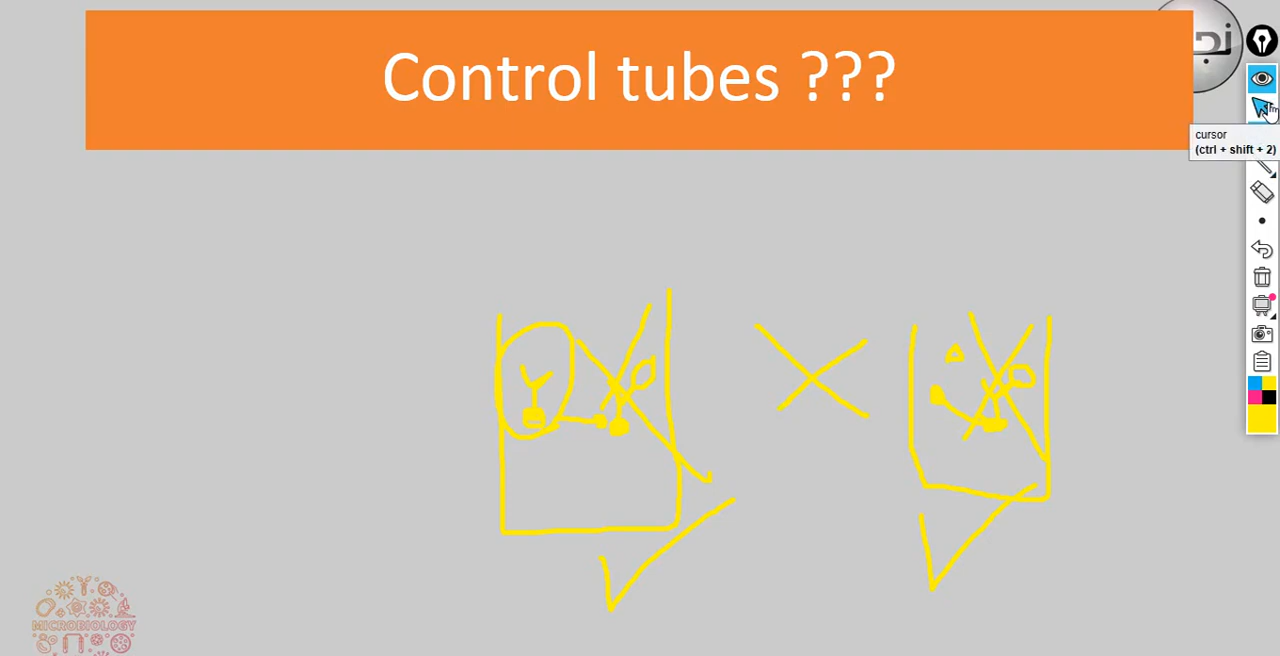 Control tubes ???
cursor
(ctrl + shift + 2)
MICROBIOLOGY